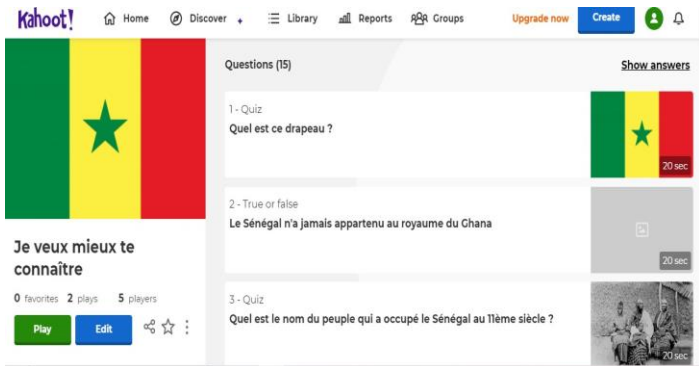 Kahoot!
Home
Discover
Library
Reports
Groups
Upgrade now
Create
Je veux mieux te
connaître
0 favorites 2 plays 5 players
Play
Edit
Questions (15)
Show answers
1 - Quiz
Quel est ce drapeau ?
20 sec
2 - True or false
Le Sénégal n'a jamais appartenu au royaume du Ghana
20 sec
3 - Quiz
Quel est le nom du peuple qui a occupé le Sénégal au 11ème siècle ?
20 sec